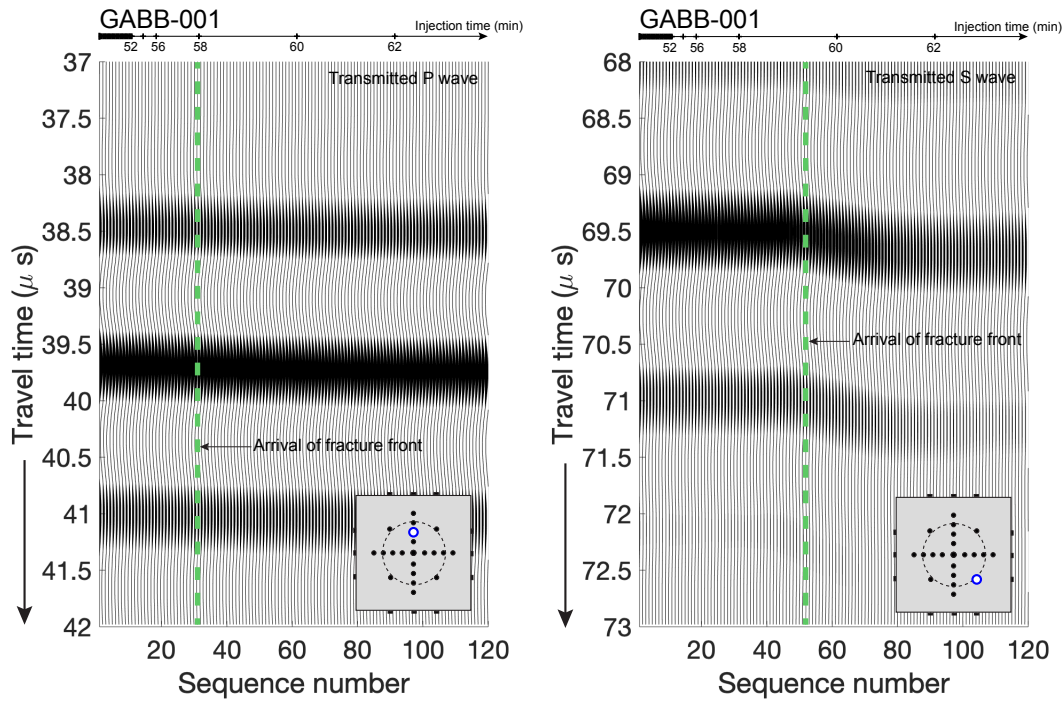 GABB-001
Injection time (min)
52 56 58 60 62
Transmitted P wave
37
37.5
38
38.5
39
39.5
40
40.5
41
41.5
42
Travel time (μ s)
Arrival of fracture front
20 40 60 80 100 120
Sequence number
GABB-001
Injection time (min)
52 56 58 60 62
Transmitted S wave
68
68.5
69
69.5
70
70.5
71
71.5
72
72.5
73
Travel time (μ s)
Arrival of fracture front
20 40 60 80 100 120
Sequence number